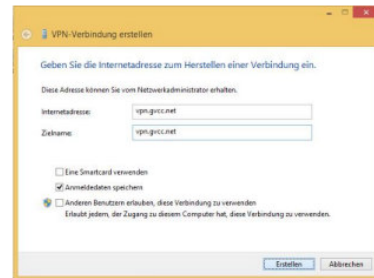 VPN-Verbindung erstellen
Geben Sie die Internetadresse zum Herstellen einer Verbindung ein.
Diese Adresse können Sie vom Netzwerkadministrator erhalten.
Internetadresse: vpn.gvcc.net
Zielname: vpn.gvcc.net
Eine Smartcard verwenden
Anmeldedaten speichern
Anderen Benutzern erlauben, diese Verbindung zu verwenden
Erlaubt jedem, der Zugang zu diesem Computer hat, diese Verbindung zu verwenden.
Erstellen Abbrechen